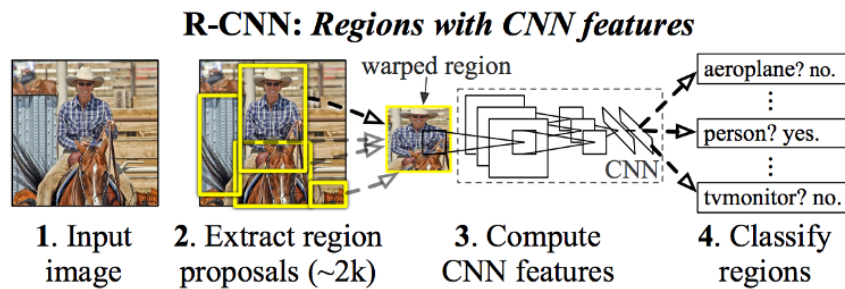 R-CNN: Regions with CNN features
warped region
aeroplane? no.
⋮
person? yes.
⋮
tvmonitor? no.
CNN
1. Input
image
2. Extract region
proposals (~2k)
3. Compute
CNN features
4. Classify
regions